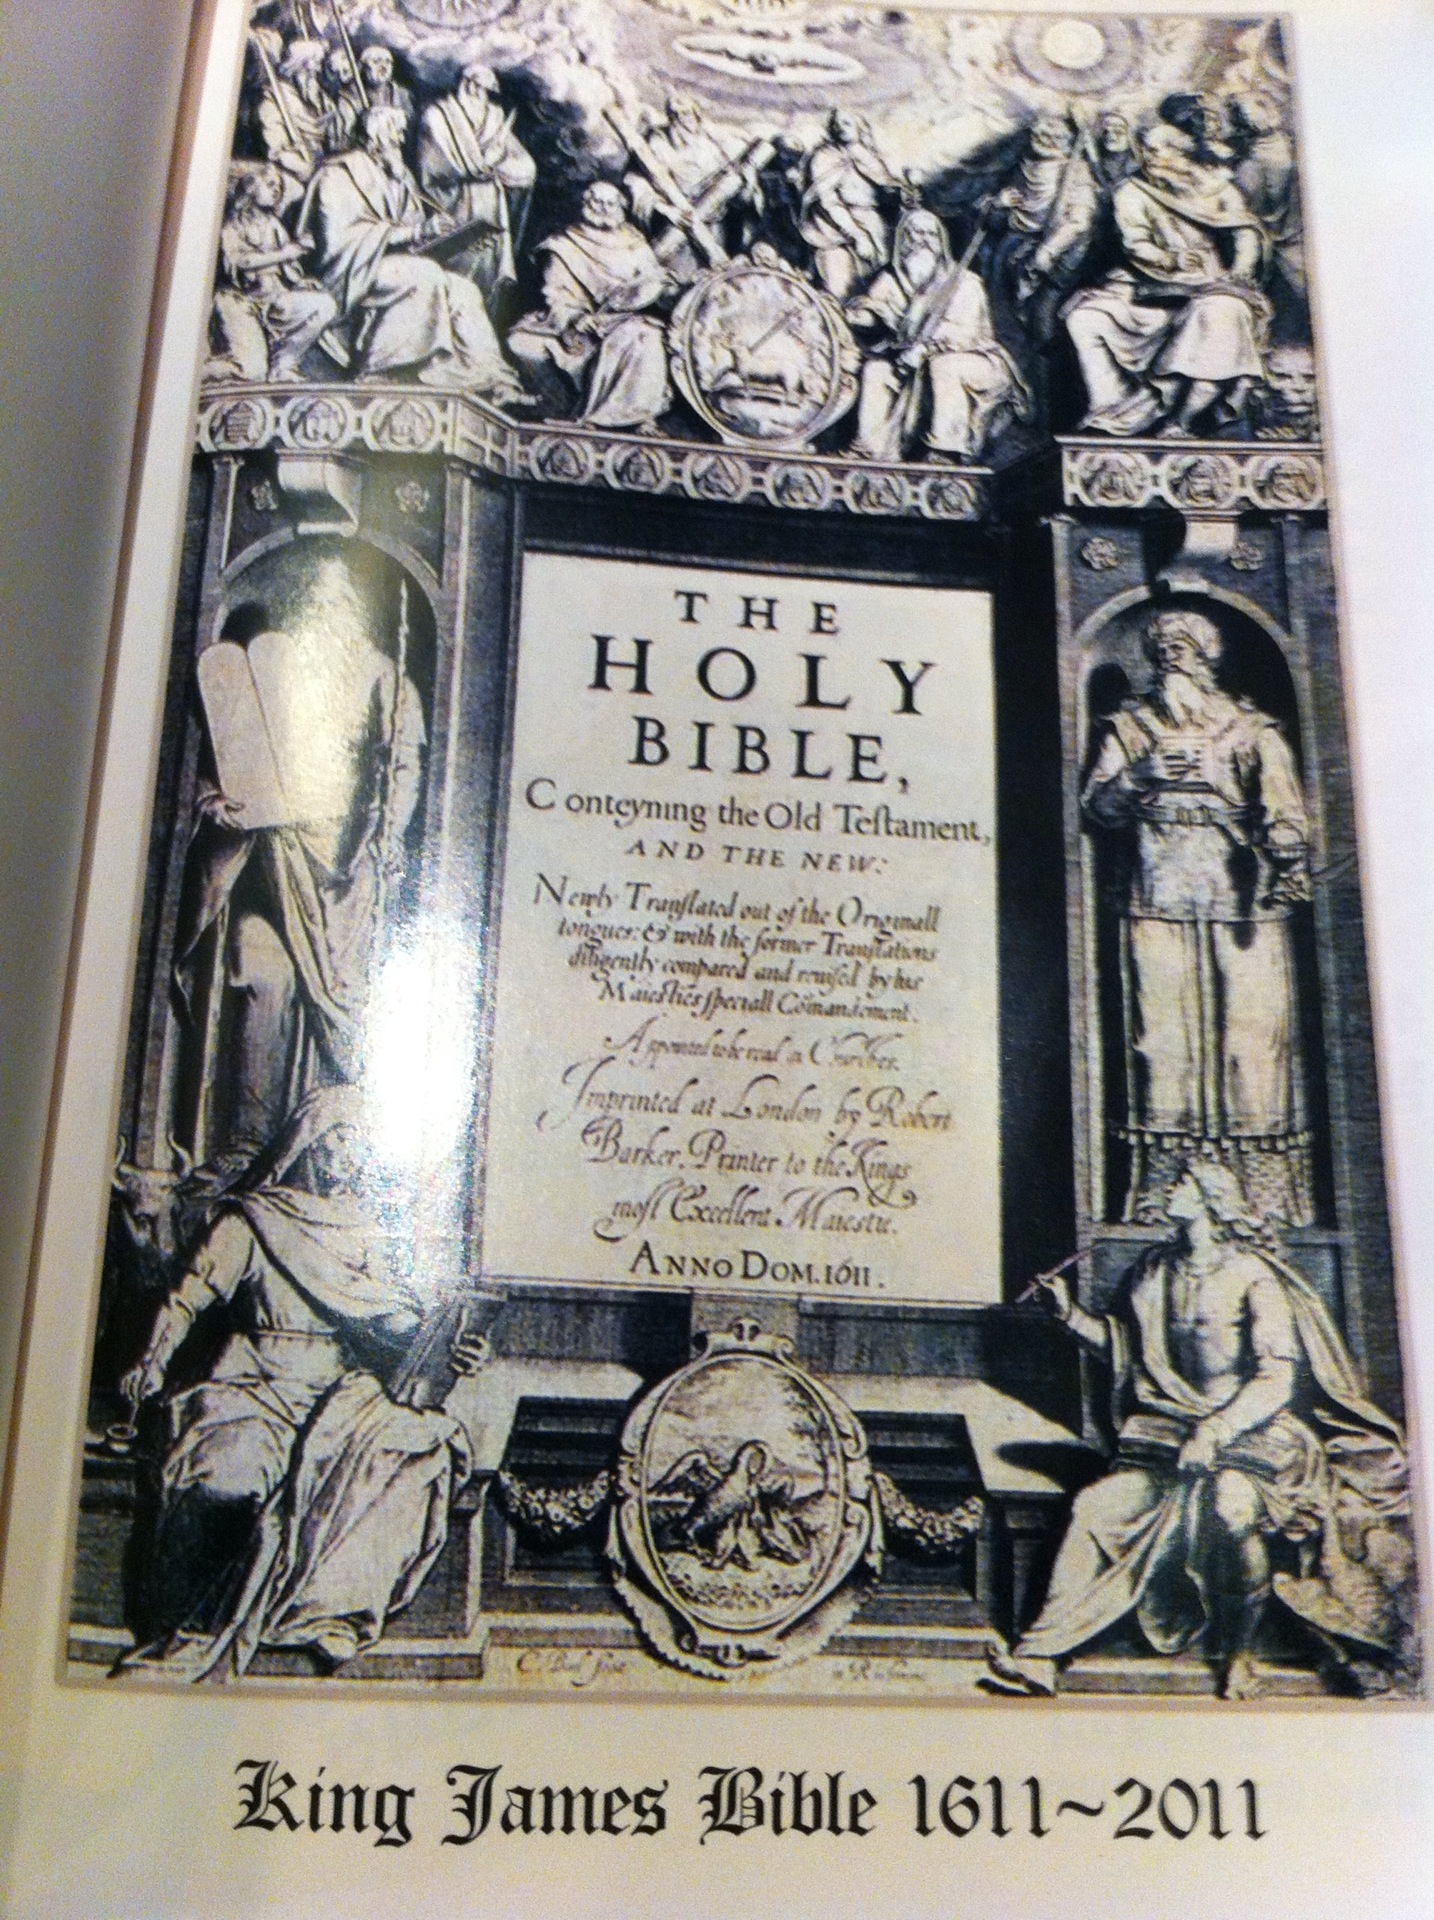 THE
HOLY
BIBLE,
Conteyning the Old Teſtament,
AND THE NEW:
Newly Tranſlated out of the Originall
tongues: & with the former Tranſlations
diligently compared and reuiſed by his
Maieſties ſpeciall Comandement.
Appointed to be read in Churches.
Imprinted at London by Robert
Barker, Printer to the Kings
moſt Excellent Maieſtie.
ANNO DOM. 1611.
C. Boel
King James Bible 1611~2011